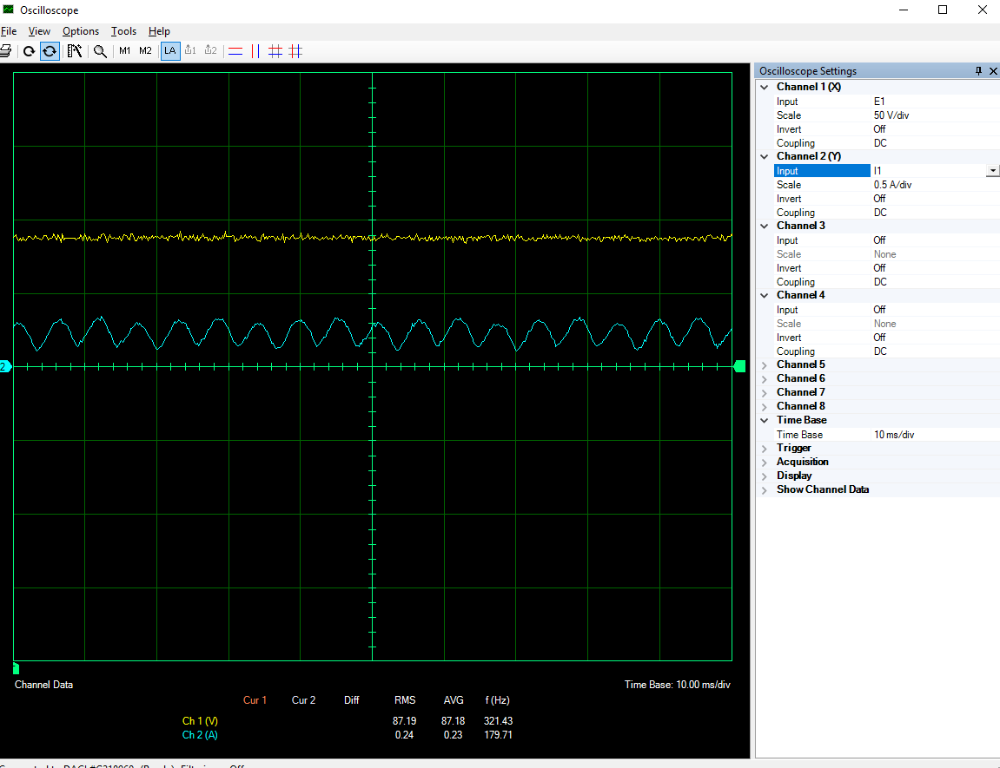 Oscilloscope
File View Options Tools Help
M1 M2 LA 1 2
Oscilloscope Settings
Channel 1 (X)
Input E1
Scale 50 V/div
Invert Off
Coupling DC
Channel 2 (Y)
Input I1
Scale 0.5 A/div
Invert Off
Coupling DC
Channel 3
Input Off
Scale None
Invert Off
Coupling DC
Channel 4
Input Off
Scale None
Invert Off
Coupling DC
Channel 5
Channel 6
Channel 7
Channel 8
Time Base
Time Base 10 ms/div
Trigger
Acquisition
Display
Show Channel Data
2
Channel Data Time Base: 10.00 ms/div
Cur 1 Cur 2 Diff RMS AVG f (Hz)
Ch 1 (V) 87.19 87.18 321.43
Ch 2 (A) 0.24 0.23 179.71